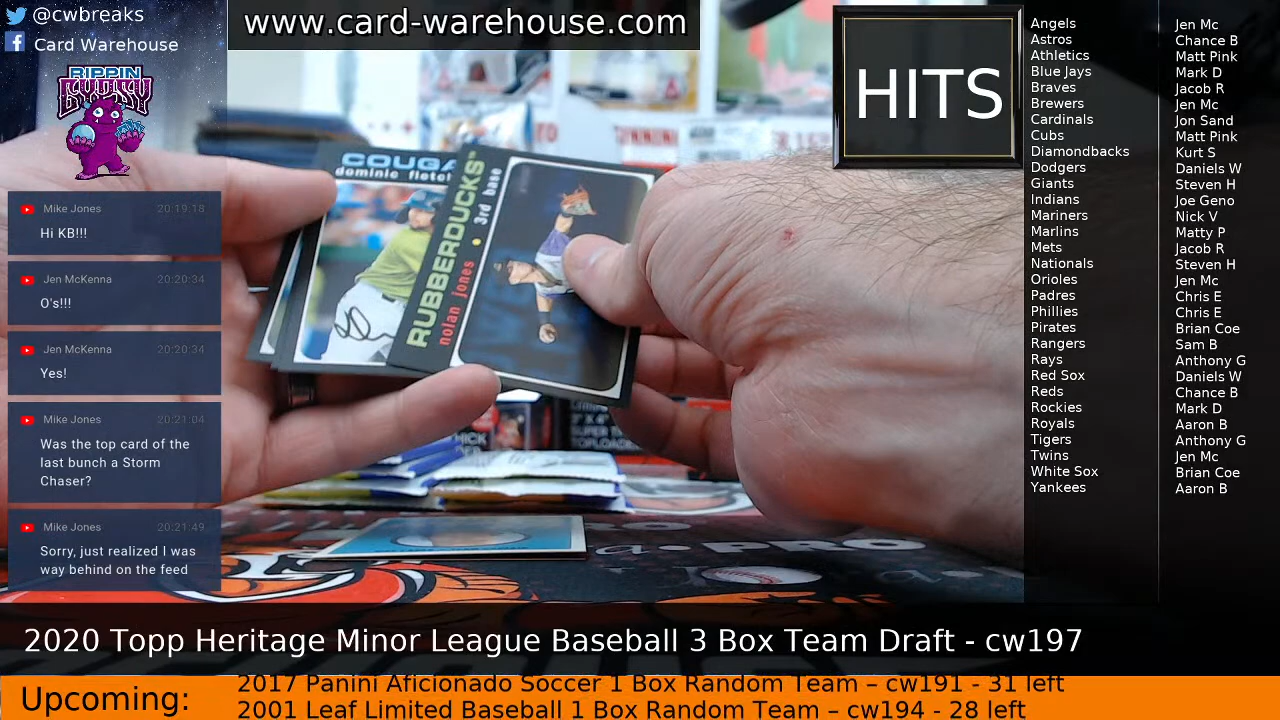 @cwbreaks
Card Warehouse
RIPPIN
GYPSY
www.card-warehouse.com
HITS
Mike Jones 20:19:18
Hi KB!!!
Jen McKenna 20:20:34
O's!!!
Jen McKenna 20:20:34
Yes!
Mike Jones 20:21:04
Was the top card of the
last bunch a Storm
Chaser?
Mike Jones 20:21:49
Sorry, just realized I was
way behind on the feed
COUGA
dominic fletch
RUBBERDUCKS
nolan jones • 3rd base
PRO
Angels Jen Mc
Astros Chance B
Athletics Matt Pink
Blue Jays Mark D
Braves Jacob R
Brewers Jen Mc
Cardinals Jon Sand
Cubs Matt Pink
Diamondbacks Kurt S
Dodgers Daniels W
Giants Steven H
Indians Joe Geno
Mariners Nick V
Marlins Matty P
Mets Jacob R
Nationals Steven H
Orioles Jen Mc
Padres Chris E
Phillies Chris E
Pirates Brian Coe
Rangers Sam B
Rays Anthony G
Red Sox Daniels W
Reds Chance B
Rockies Mark D
Royals Aaron B
Tigers Anthony G
Twins Jen Mc
White Sox Brian Coe
Yankees Aaron B
2020 Topp Heritage Minor League Baseball 3 Box Team Draft - cw197
Upcoming:
2017 Panini Aficionado Soccer 1 Box Random Team – cw191 - 31 left
2001 Leaf Limited Baseball 1 Box Random Team – cw194 - 28 left